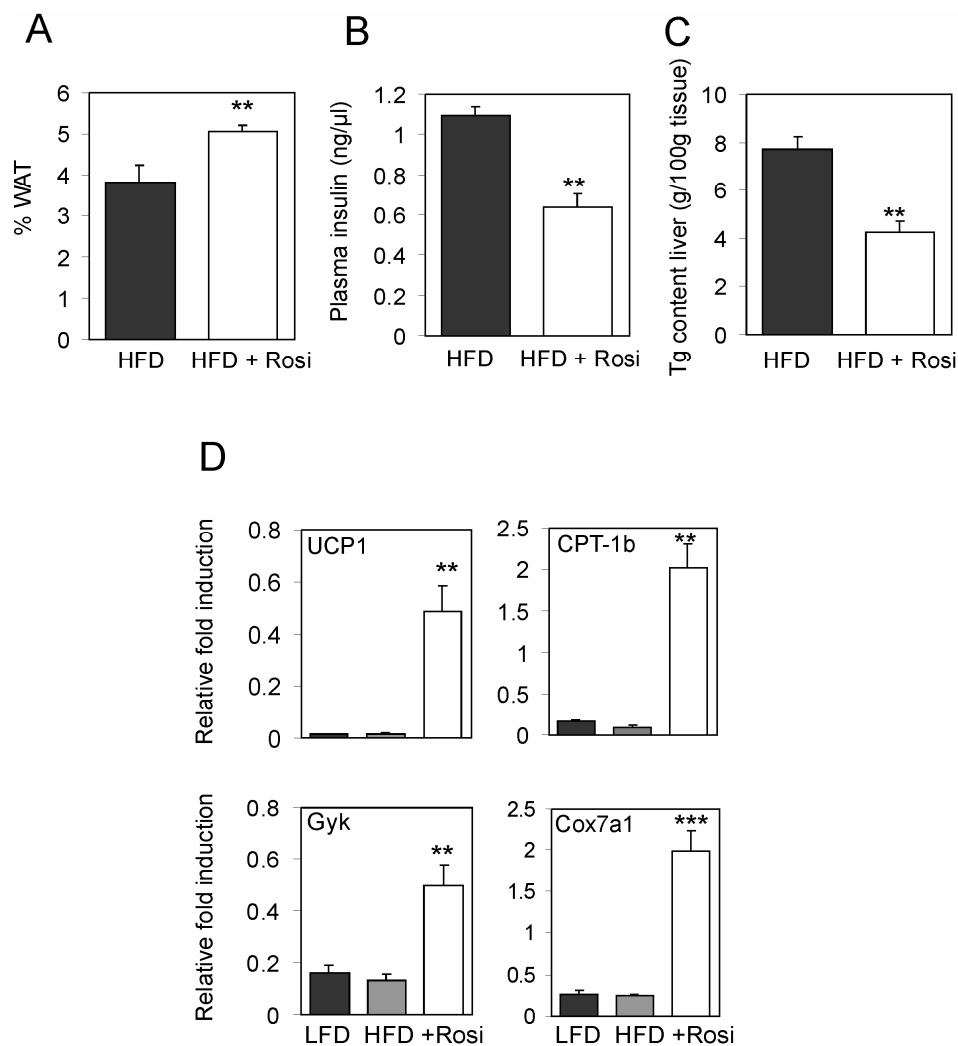 A
% WAT
6
5
4
3
2
1
0
**
HFD
HFD + Rosi
B
Plasma insulin (ng/µl)
1.2
1
0.8
0.6
0.4
0.2
0
**
HFD
HFD + Rosi
C
Tg content liver (g/100g tissue)
10
8
6
4
2
0
**
HFD
HFD + Rosi
D
Relative fold induction
0.8
0.6
0.4
0.2
0
UCP1
**
2.5
2
1.5
1
0.5
0
CPT-1b
**
Relative fold induction
0.8
0.6
0.4
0.2
0
Gyk
**
LFD HFD +Rosi
2.5
2
1.5
1
0.5
0
Cox7a1
***
LFD HFD +Rosi